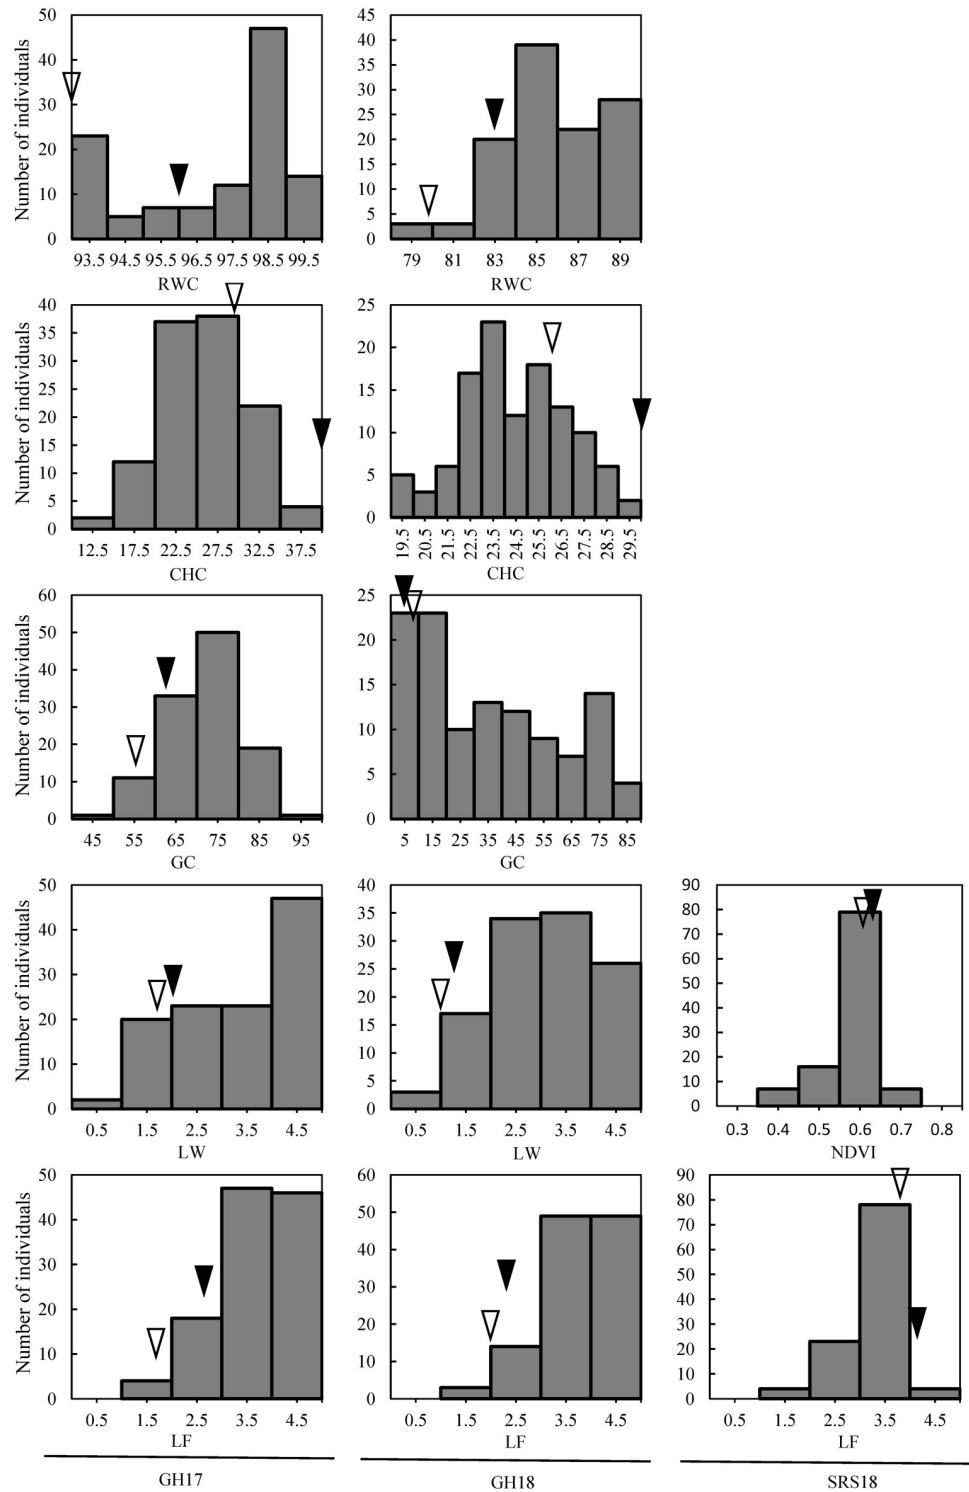 50
40
30
20
10
0
Number of individuals
93.5 94.5 95.5 96.5 97.5 98.5 99.5
RWC
45
40
35
30
25
20
15
10
5
0
79 81 83 85 87 89
RWC
40
35
30
25
20
15
10
5
0
Number of individuals
12.5 17.5 22.5 27.5 32.5 37.5
CHC
25
20
15
10
5
0
19.5 20.5 21.5 22.5 23.5 24.5 25.5 26.5 27.5 28.5 29.5
CHC
60
50
40
30
20
10
0
Number of individuals
45 55 65 75 85 95
GC
25
20
15
10
5
0
5 15 25 35 45 55 65 75 85
GC
50
40
30
20
10
0
Number of individuals
0.5 1.5 2.5 3.5 4.5
LW
40
35
30
25
20
15
10
5
0
0.5 1.5 2.5 3.5 4.5
LW
90
80
70
60
50
40
30
20
10
0
0.3 0.4 0.5 0.6 0.7 0.8
NDVI
50
40
30
20
10
0
Number of individuals
0.5 1.5 2.5 3.5 4.5
LF
60
50
40
30
20
10
0
0.5 1.5 2.5 3.5 4.5
LF
90
80
70
60
50
40
30
20
10
0
0.5 1.5 2.5 3.5 4.5
LF
GH17
GH18
SRS18